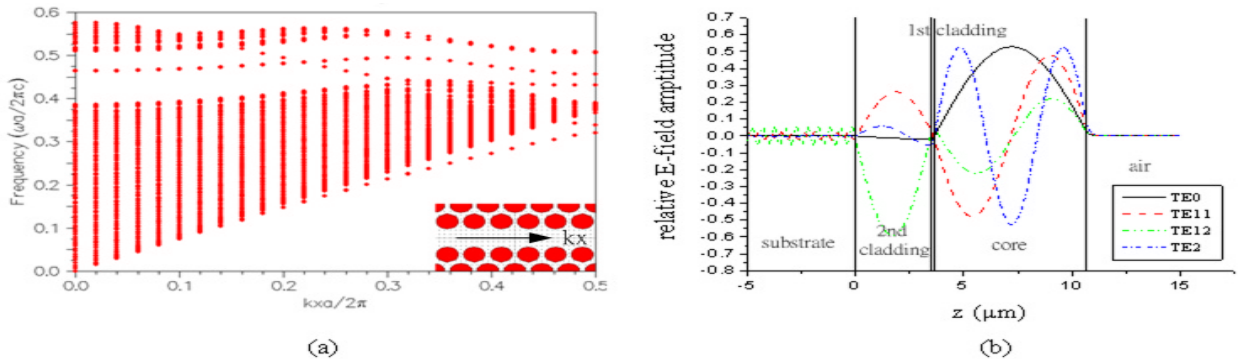 0.6
0.5
0.4
0.3
0.2
0.1
0.0
Frequency (ωa/2πc)
0.0 0.1 0.2 0.3 0.4 0.5
kxa/2π
kx
(a)
0.7
0.6
0.5
0.4
0.3
0.2
0.1
0.0
-0.1
-0.2
-0.3
-0.4
-0.5
-0.6
-0.7
-0.8
relative E-field amptitude
1st cladding
substrate
2nd
cladding
core
air
TE0
TE11
TE12
TE2
-5 0 5 10 15 20
z (μm)
(b)